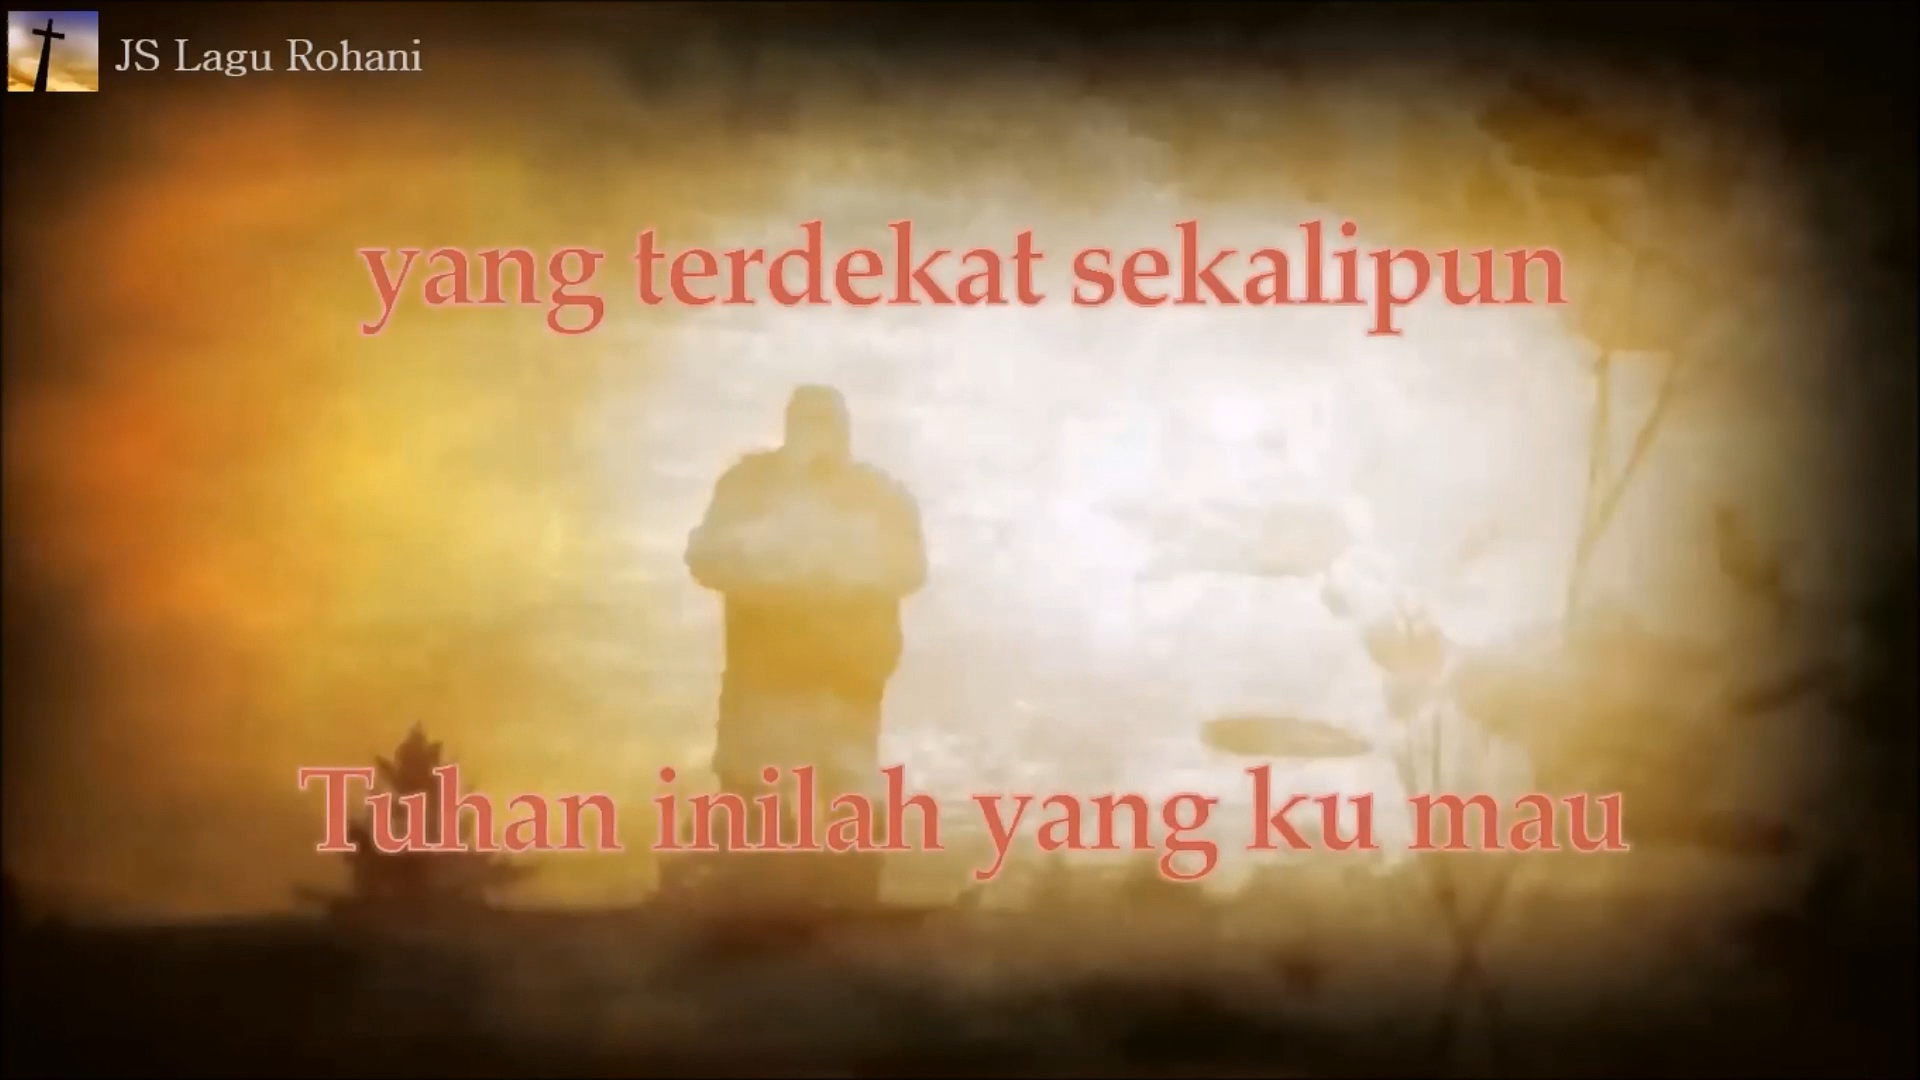 JS Lagu Rohani
yang terdekat sekalipun
Tuhan inilah yang ku mau